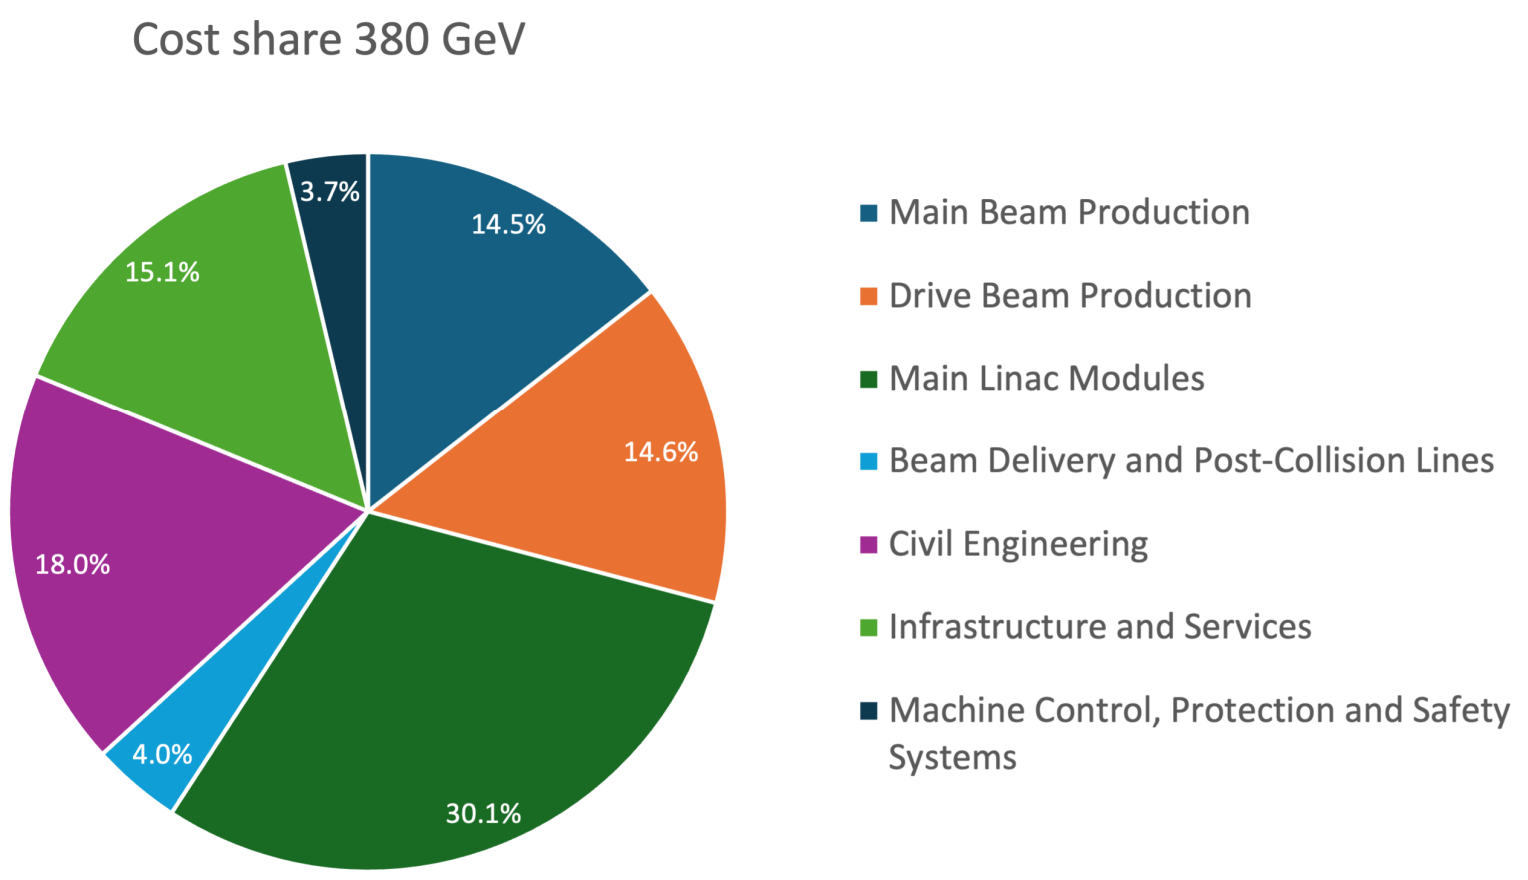 Cost share 380 GeV
3.7%
14.5%
15.1%
14.6%
18.0%
4.0%
30.1%
Main Beam Production
Drive Beam Production
Main Linac Modules
Beam Delivery and Post-Collision Lines
Civil Engineering
Infrastructure and Services
Machine Control, Protection and Safety
Systems